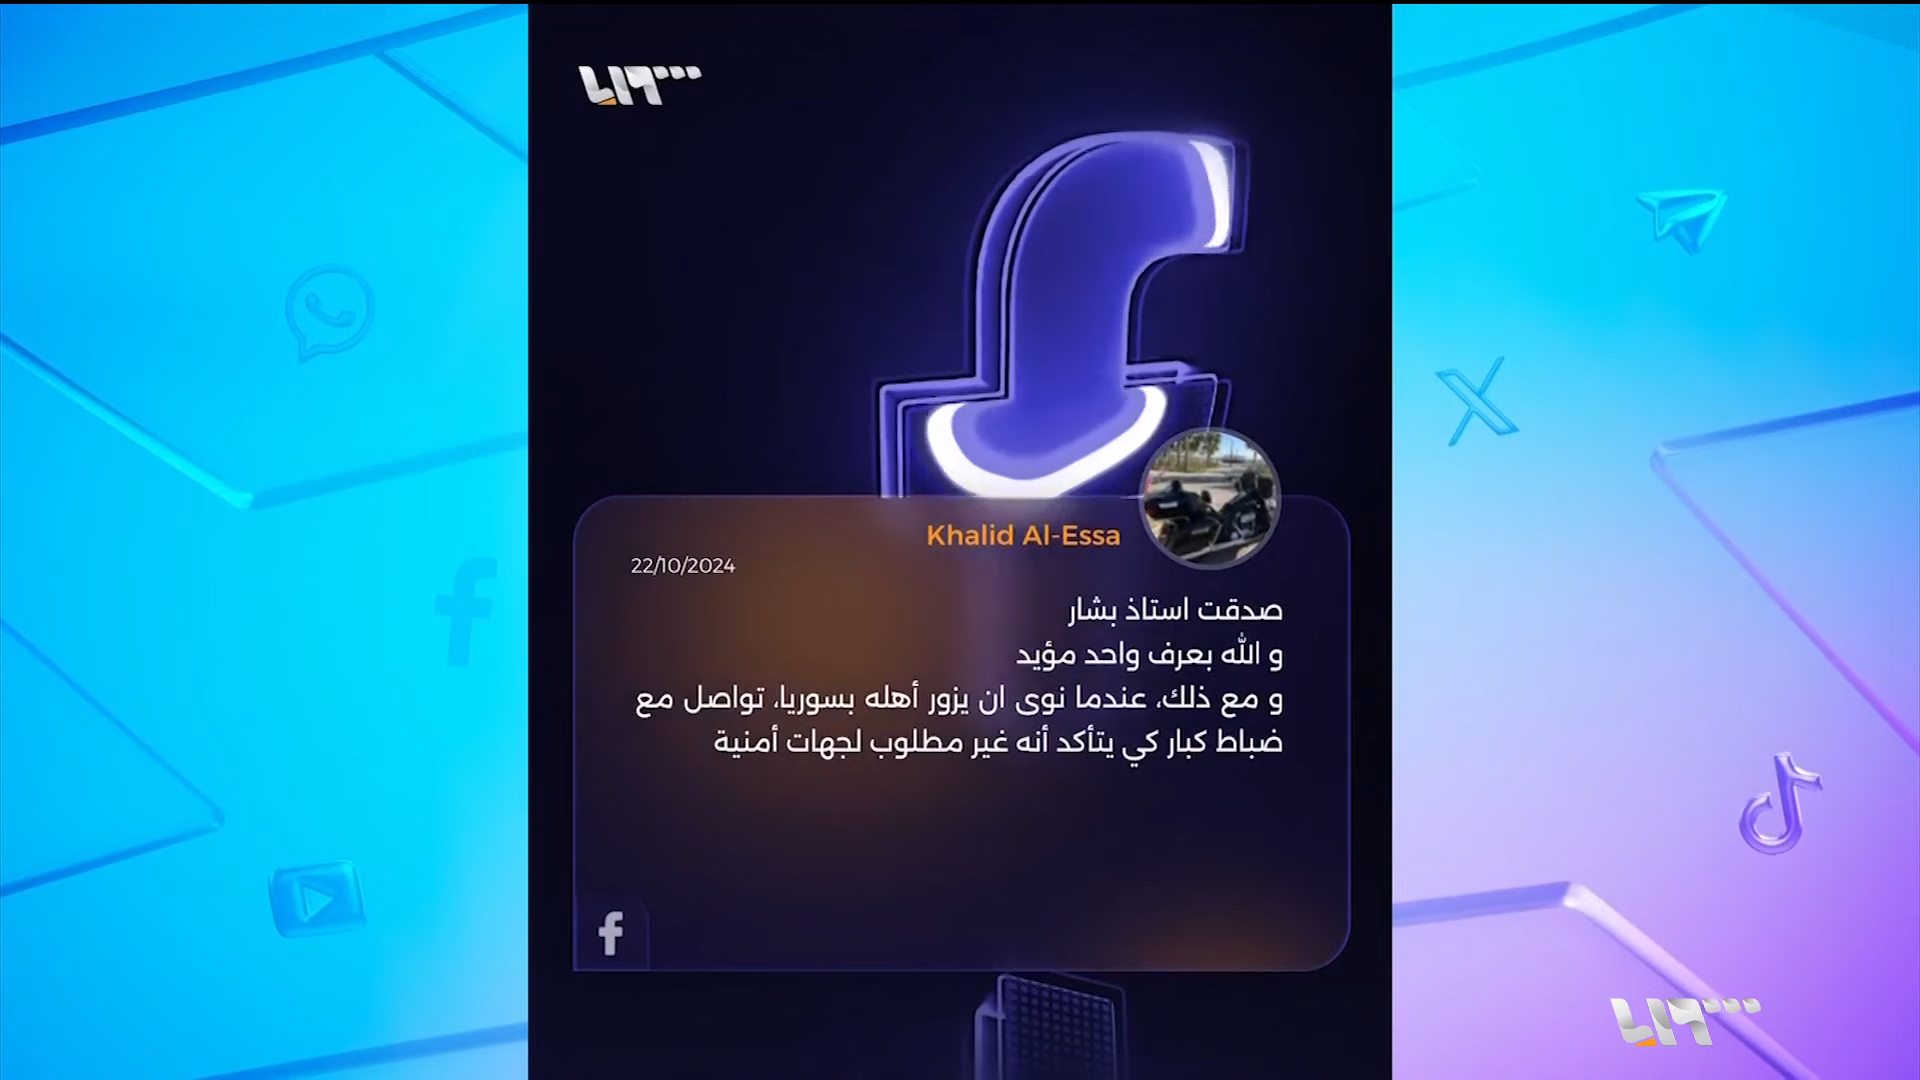 Khalid Al-Essa
22/10/2024
صدقت استاذ بشار
و الله بعرف واحد مؤيد
و مع ذلك، عندما نوى ان يزور أهله بسوريا، تواصل مع
ضباط كبار كي يتأكد أنه غير مطلوب لجهات أمنية